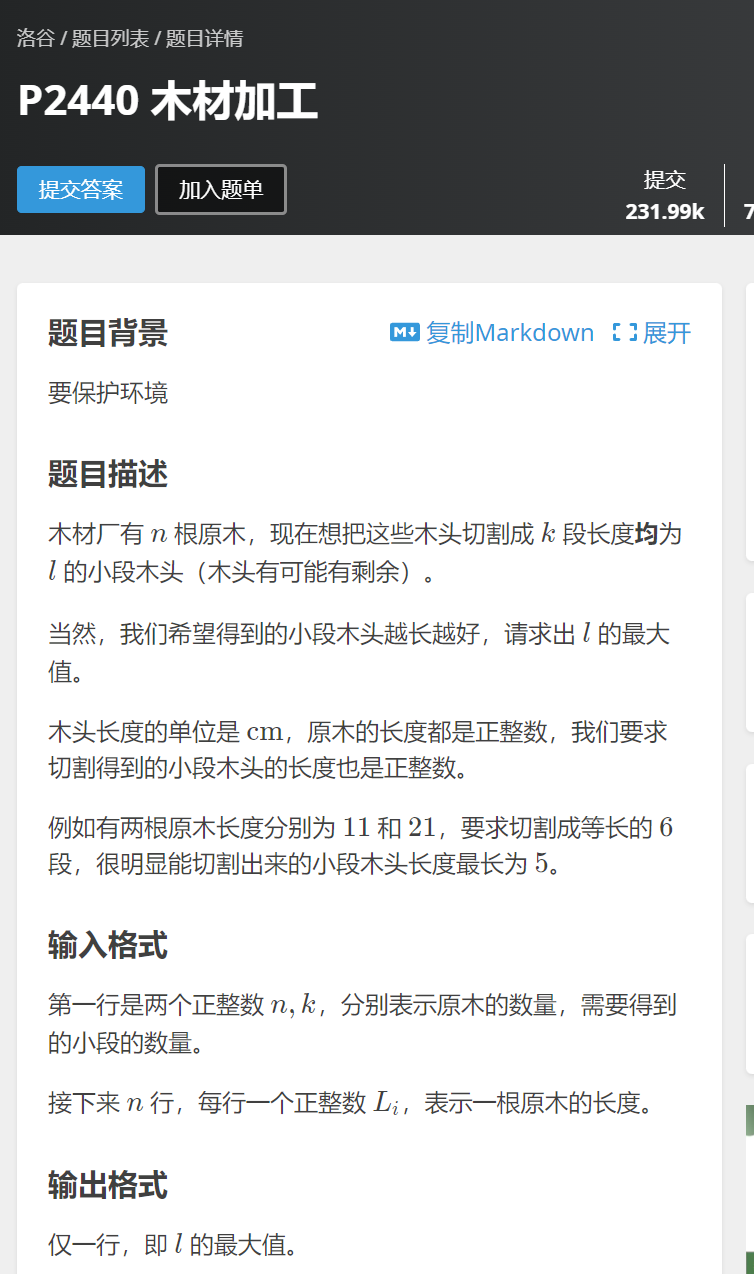 洛谷 / 题目列表 / 题目详情
P2440 木材加工
提交答案
加入题单
提交
231.99k
7
题目背景
复制Markdown
展开
要保护环境
题目描述
木材厂有 n 根原木，现在想把这些木头切割成 k 段长度均为
l 的小段木头（木头有可能有剩余）。
当然，我们希望得到的小段木头越长越好，请求出 l 的最大
值。
木头长度的单位是 cm，原木的长度都是正整数，我们要求
切割得到的小段木头的长度也是正整数。
例如有两根原木长度分别为 11 和 21，要求切割成等长的 6
段，很明显能切割出来的小段木头长度最长为 5。
输入格式
第一行是两个正整数 n, k，分别表示原木的数量，需要得到
的小段的数量。
接下来 n 行，每行一个正整数 Lᵢ，表示一根原木的长度。
输出格式
仅一行，即 l 的最大值。